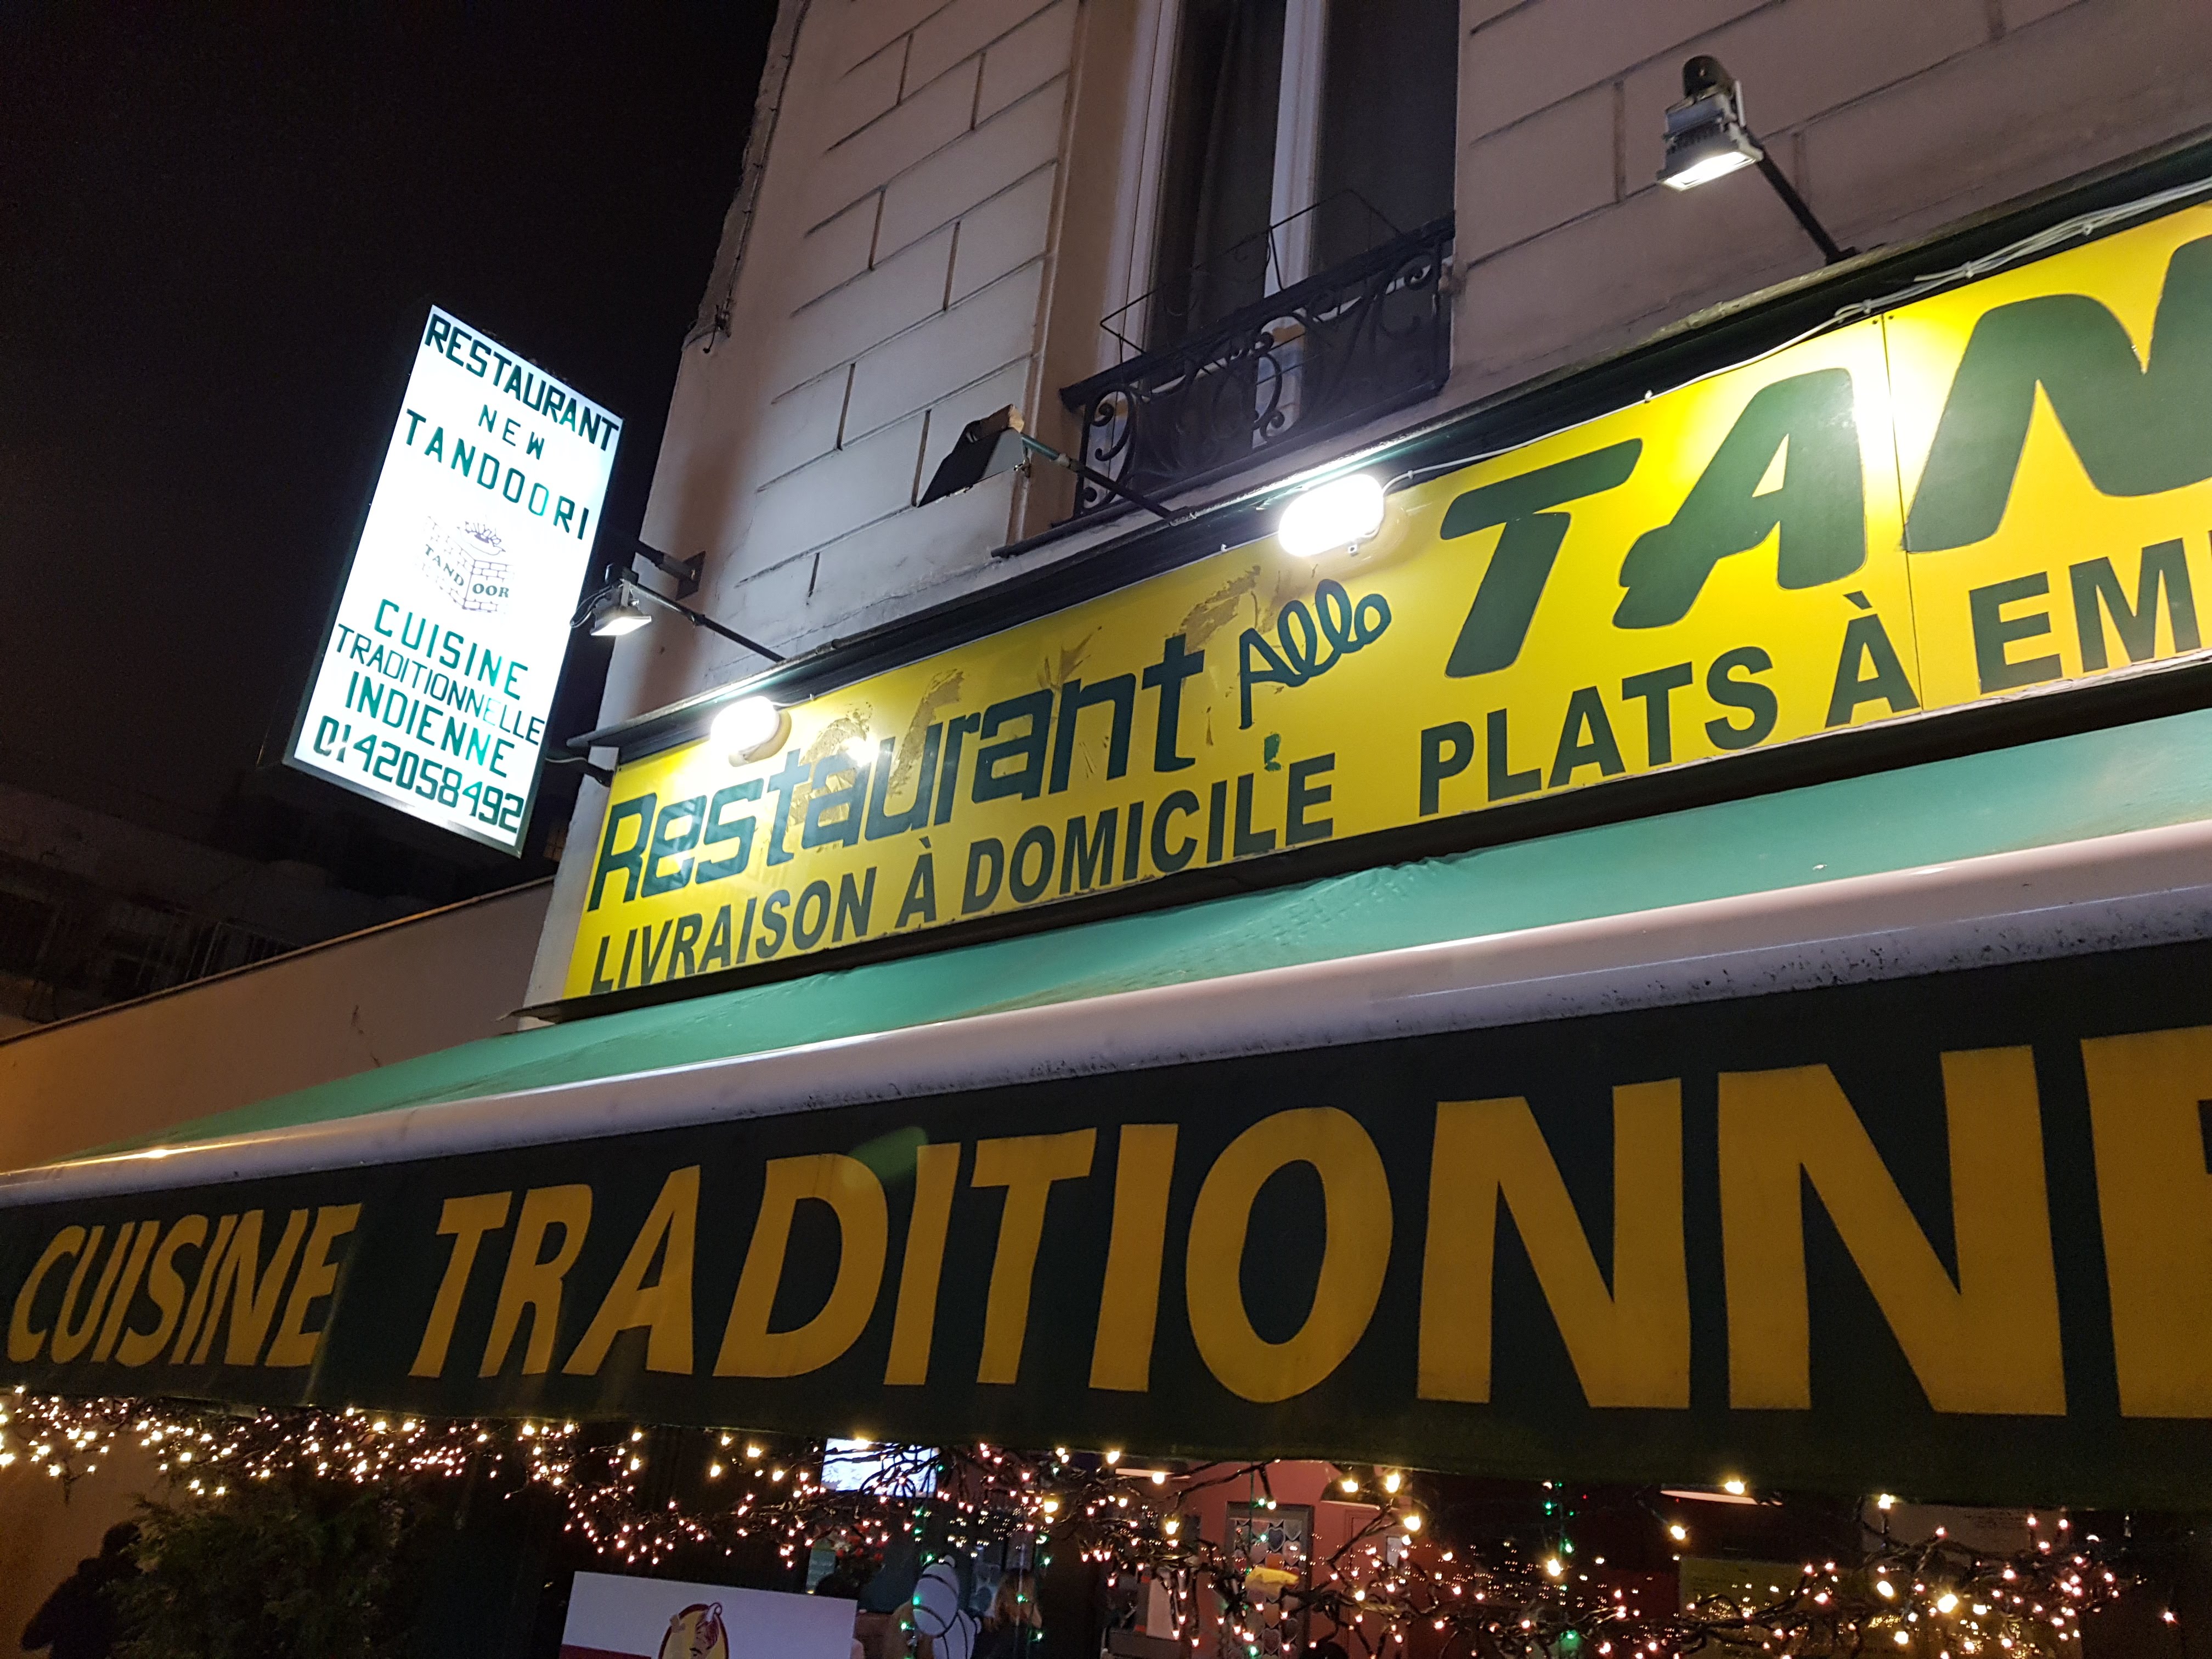 RESTAURANT
NEW
TANDOORI
TAND OOR
CUISINE
TRADITIONNELLE
INDIENNE
0142058492
Restaurant Allo TAN
LIVRAISON À DOMICILE PLATS À EM
CUISINE TRADITIONNE